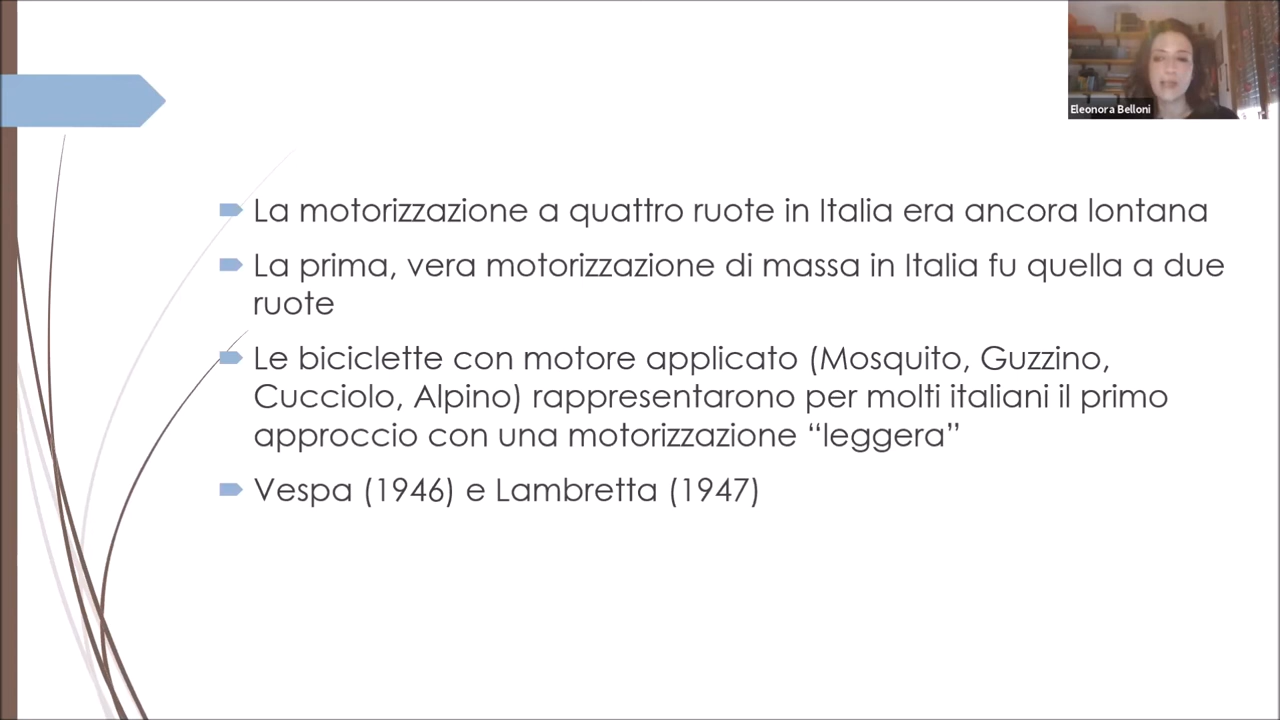 Eleonora Belloni
La motorizzazione a quattro ruote in Italia era ancora lontana
La prima, vera motorizzazione di massa in Italia fu quella a due
ruote
Le biciclette con motore applicato (Mosquito, Guzzino,
Cucciolo, Alpino) rappresentarono per molti italiani il primo
approccio con una motorizzazione “leggera”
Vespa (1946) e Lambretta (1947)